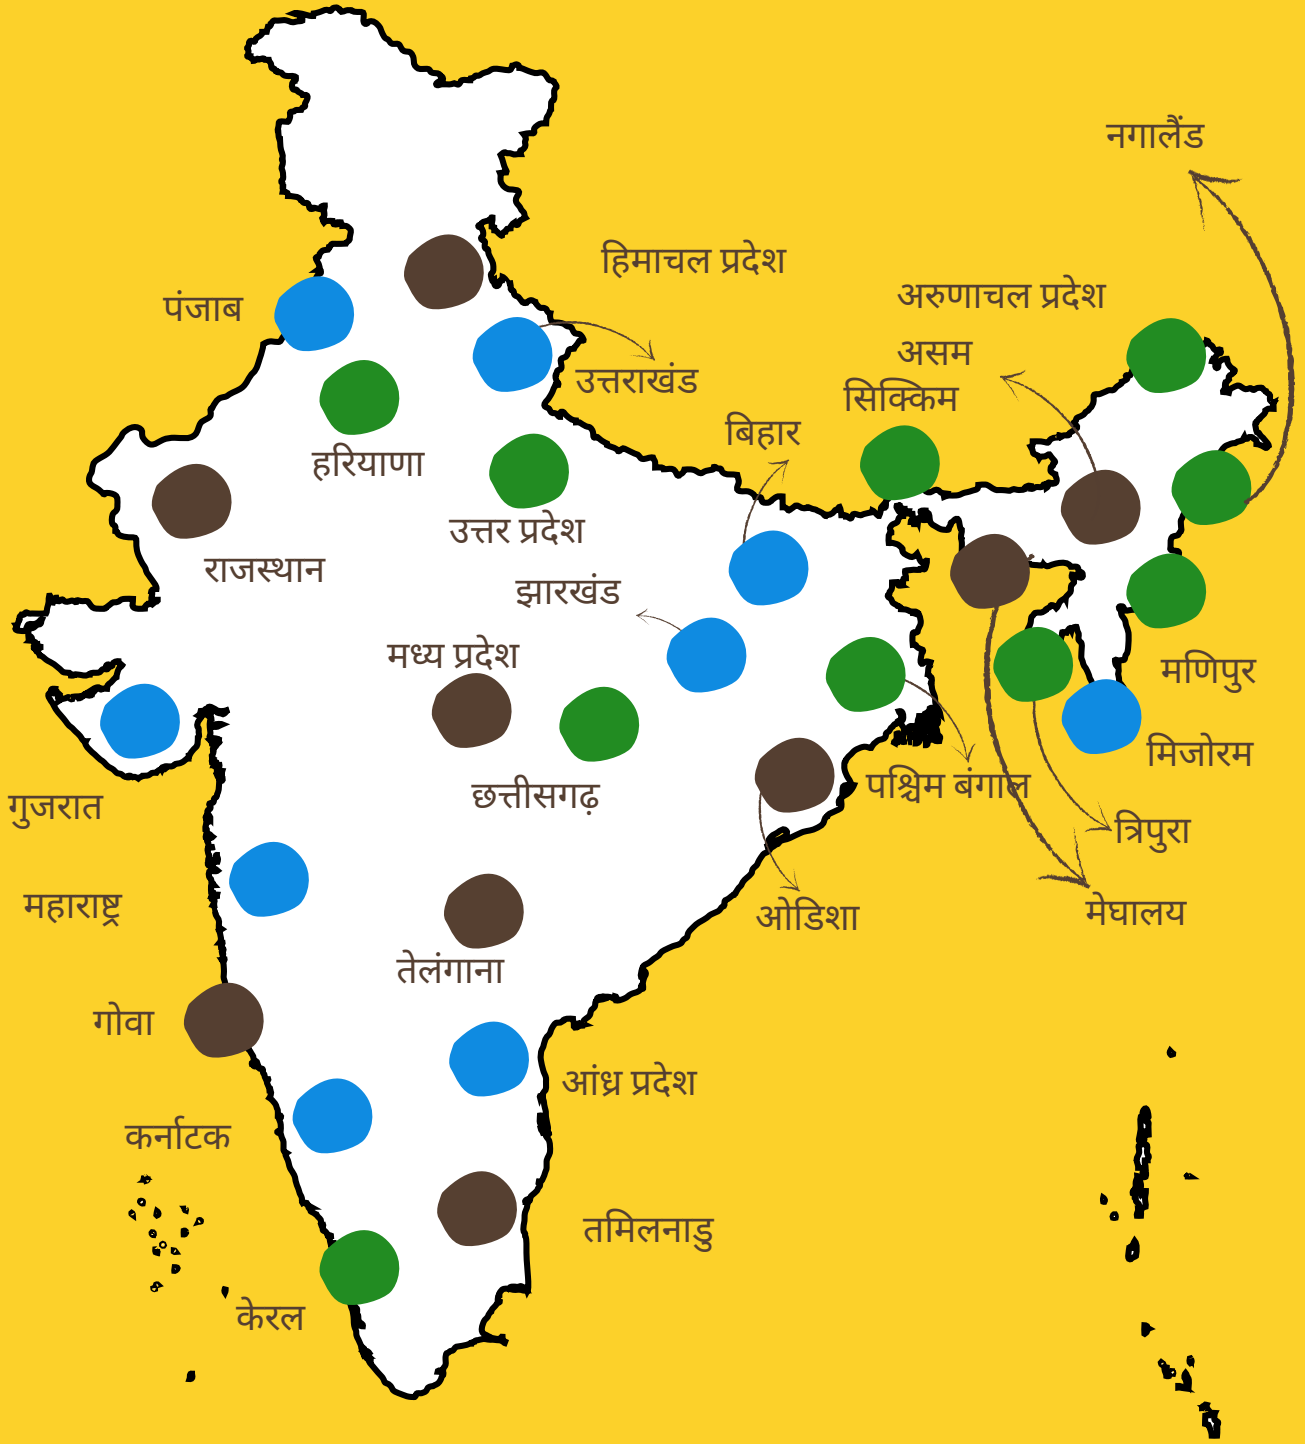 नगालैंड
हिमाचल प्रदेश
अरुणाचल प्रदेश
पंजाब
असम
उत्तराखंड
सिक्किम
बिहार
हरियाणा
उत्तर प्रदेश
राजस्थान
झारखंड
मध्य प्रदेश
मणिपुर
मिजोरम
पश्चिम बंगाल
छत्तीसगढ़
गुजरात
त्रिपुरा
महाराष्ट्र
मेघालय
ओडिशा
तेलंगाना
गोवा
आंध्र प्रदेश
कर्नाटक
तमिलनाडु
केरल